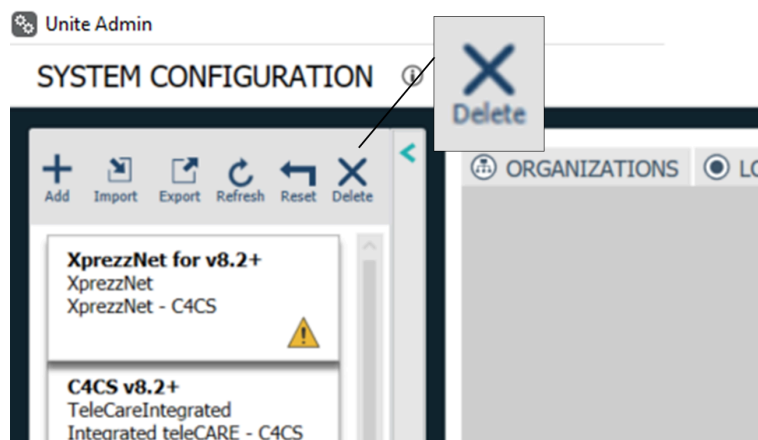 Unite Admin
SYSTEM CONFIGURATION
Delete
Add Import Export Refresh Reset Delete
<
ORGANIZATIONS
XprezzNet for v8.2+
XprezzNet
XprezzNet - C4CS
C4CS v8.2+
TeleCareIntegrated
Integrated teleCARE - C4CS